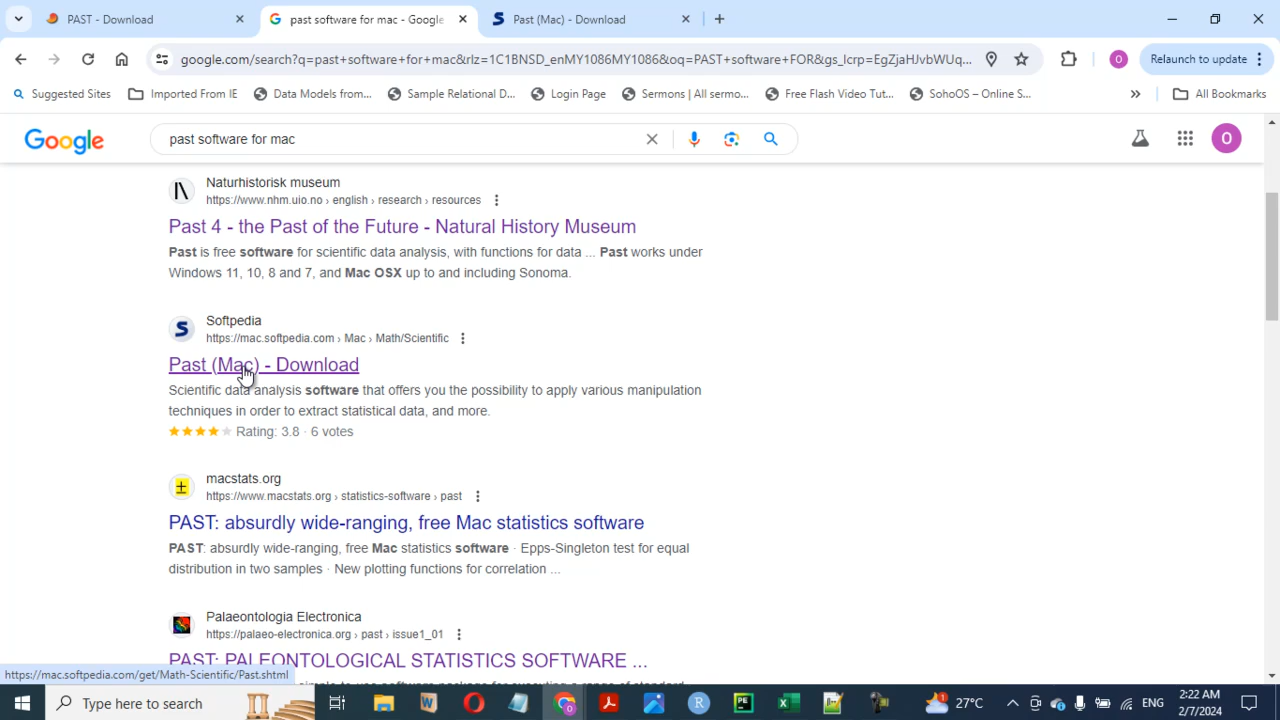 PAST - Download
past software for mac - Google
Past (Mac) - Download
google.com/search?q=past+software+for+mac&rlz=1C1BNSD_enMY1086MY1086&oq=PAST+software+FOR&gs_lcrp=EgZjaHJvbWUq...
Relaunch to update
Suggested Sites
Imported From IE
Data Models from...
Sample Relational D...
Login Page
Sermons | All sermo...
Free Flash Video Tut...
SohoOS – Online S...
All Bookmarks
Google
past software for mac
O
Naturhistorisk museum
https://www.nhm.uio.no › english › research › resources
Past 4 - the Past of the Future - Natural History Museum
Past is free software for scientific data analysis, with functions for data ... Past works under
Windows 11, 10, 8 and 7, and Mac OSX up to and including Sonoma.
Softpedia
https://mac.softpedia.com › Mac › Math/Scientific
Past (Mac) - Download
Scientific data analysis software that offers you the possibility to apply various manipulation
techniques in order to extract statistical data, and more.
Rating: 3.8 · 6 votes
macstats.org
https://www.macstats.org › statistics-software › past
PAST: absurdly wide-ranging, free Mac statistics software
PAST: absurdly wide-ranging, free Mac statistics software · Epps-Singleton test for equal
distribution in two samples · New plotting functions for correlation ...
Palaeontologia Electronica
https://palaeo-electronica.org › past › issue1_01
PAST: PALEONTOLOGICAL STATISTICS SOFTWARE ...
https://mac.softpedia.com/get/Math-Scientific/Past.shtml
Type here to search
27°C
ENG
2:22 AM
2/7/2024